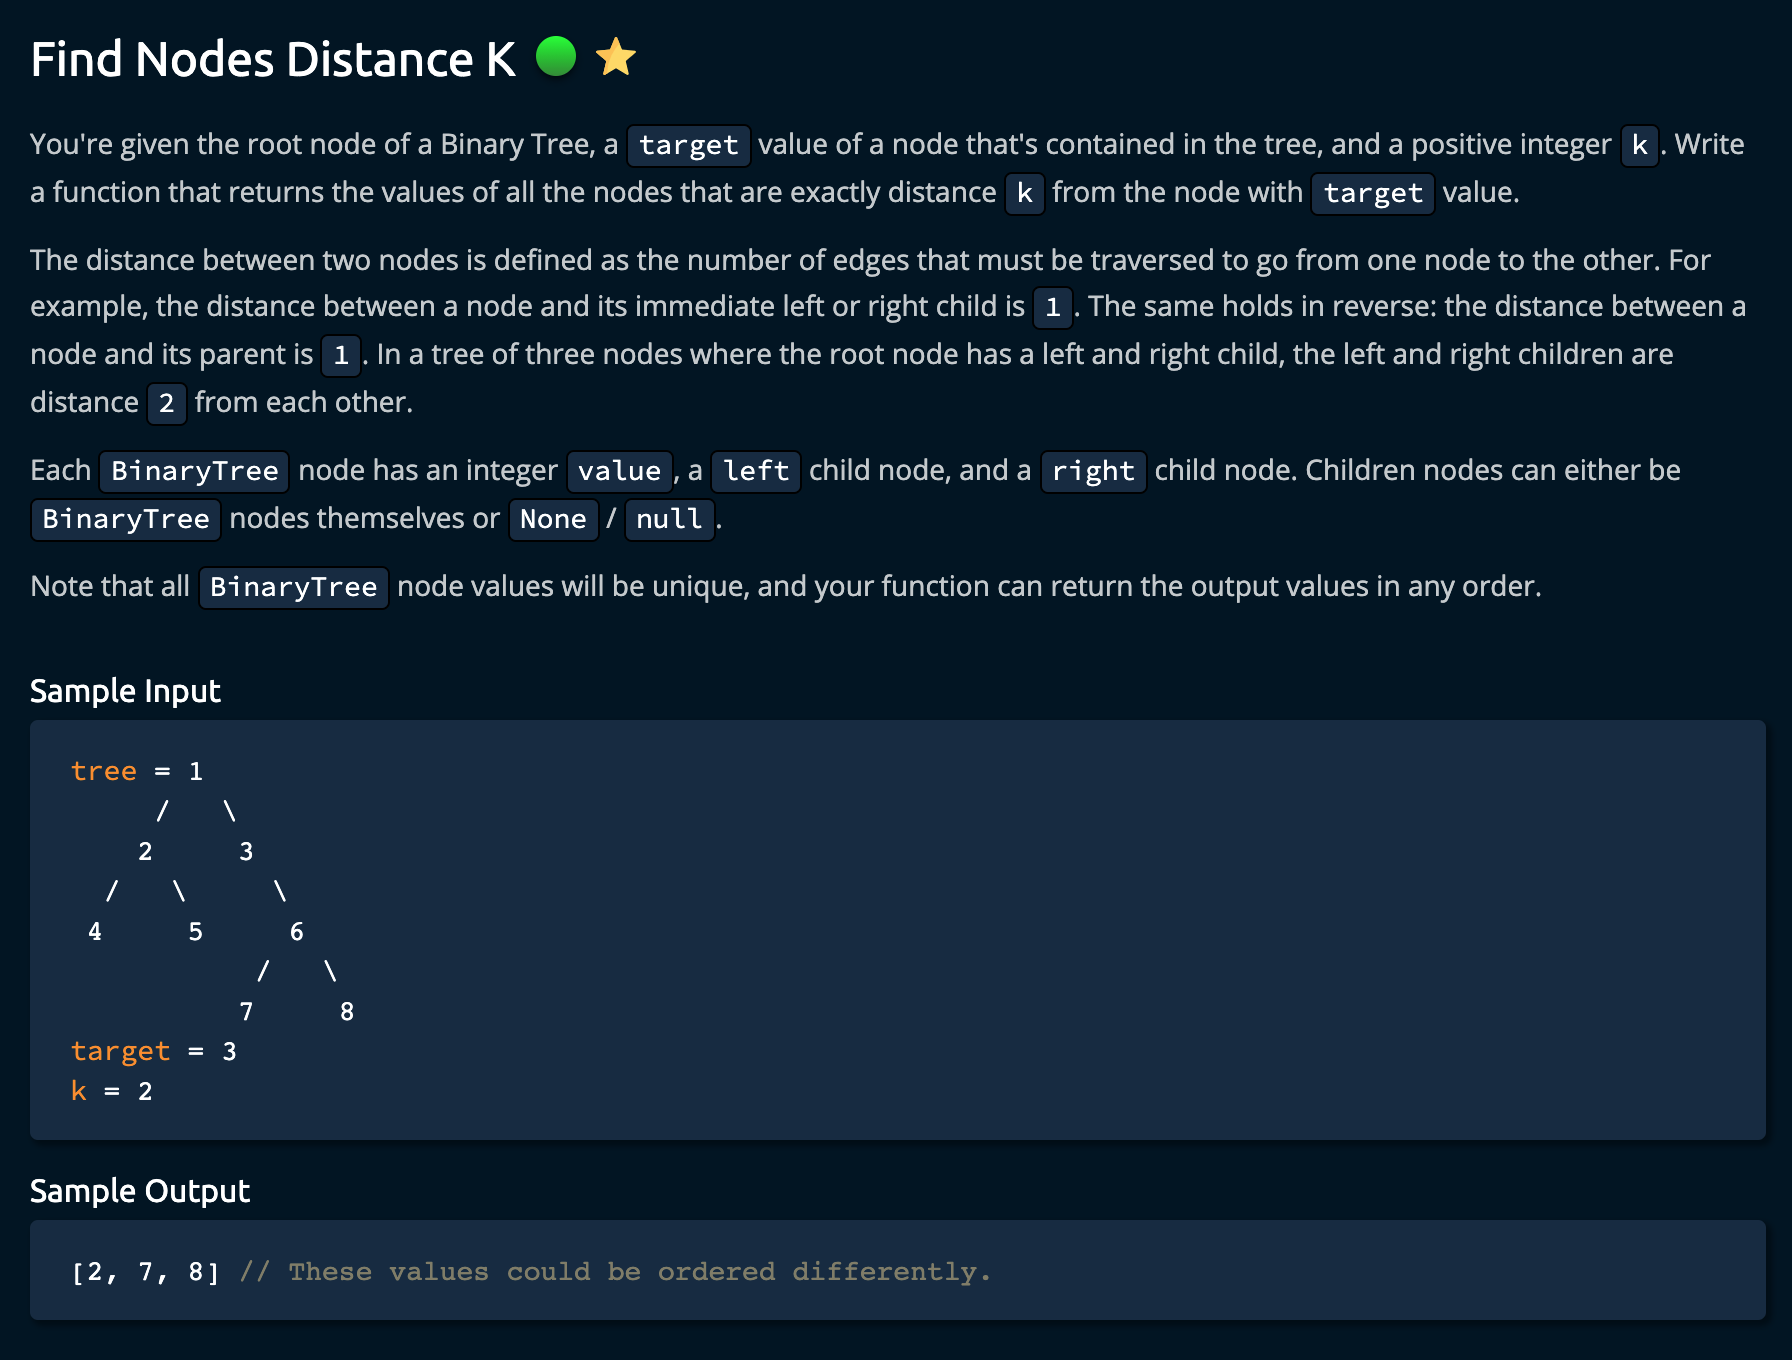 Find Nodes Distance K
You're given the root node of a Binary Tree, a target value of a node that's contained in the tree, and a positive integer k. Write
a function that returns the values of all the nodes that are exactly distance k from the node with target value.
The distance between two nodes is defined as the number of edges that must be traversed to go from one node to the other. For
example, the distance between a node and its immediate left or right child is 1. The same holds in reverse: the distance between a
node and its parent is 1. In a tree of three nodes where the root node has a left and right child, the left and right children are
distance 2 from each other.
Each BinaryTree node has an integer value, a left child node, and a right child node. Children nodes can either be
BinaryTree nodes themselves or None / null.
Note that all BinaryTree node values will be unique, and your function can return the output values in any order.
Sample Input
tree = 1
     /   \
    2     3
  /   \     \
 4     5     6
           /   \
          7     8
target = 3
k = 2
Sample Output
[2, 7, 8] // These values could be ordered differently.